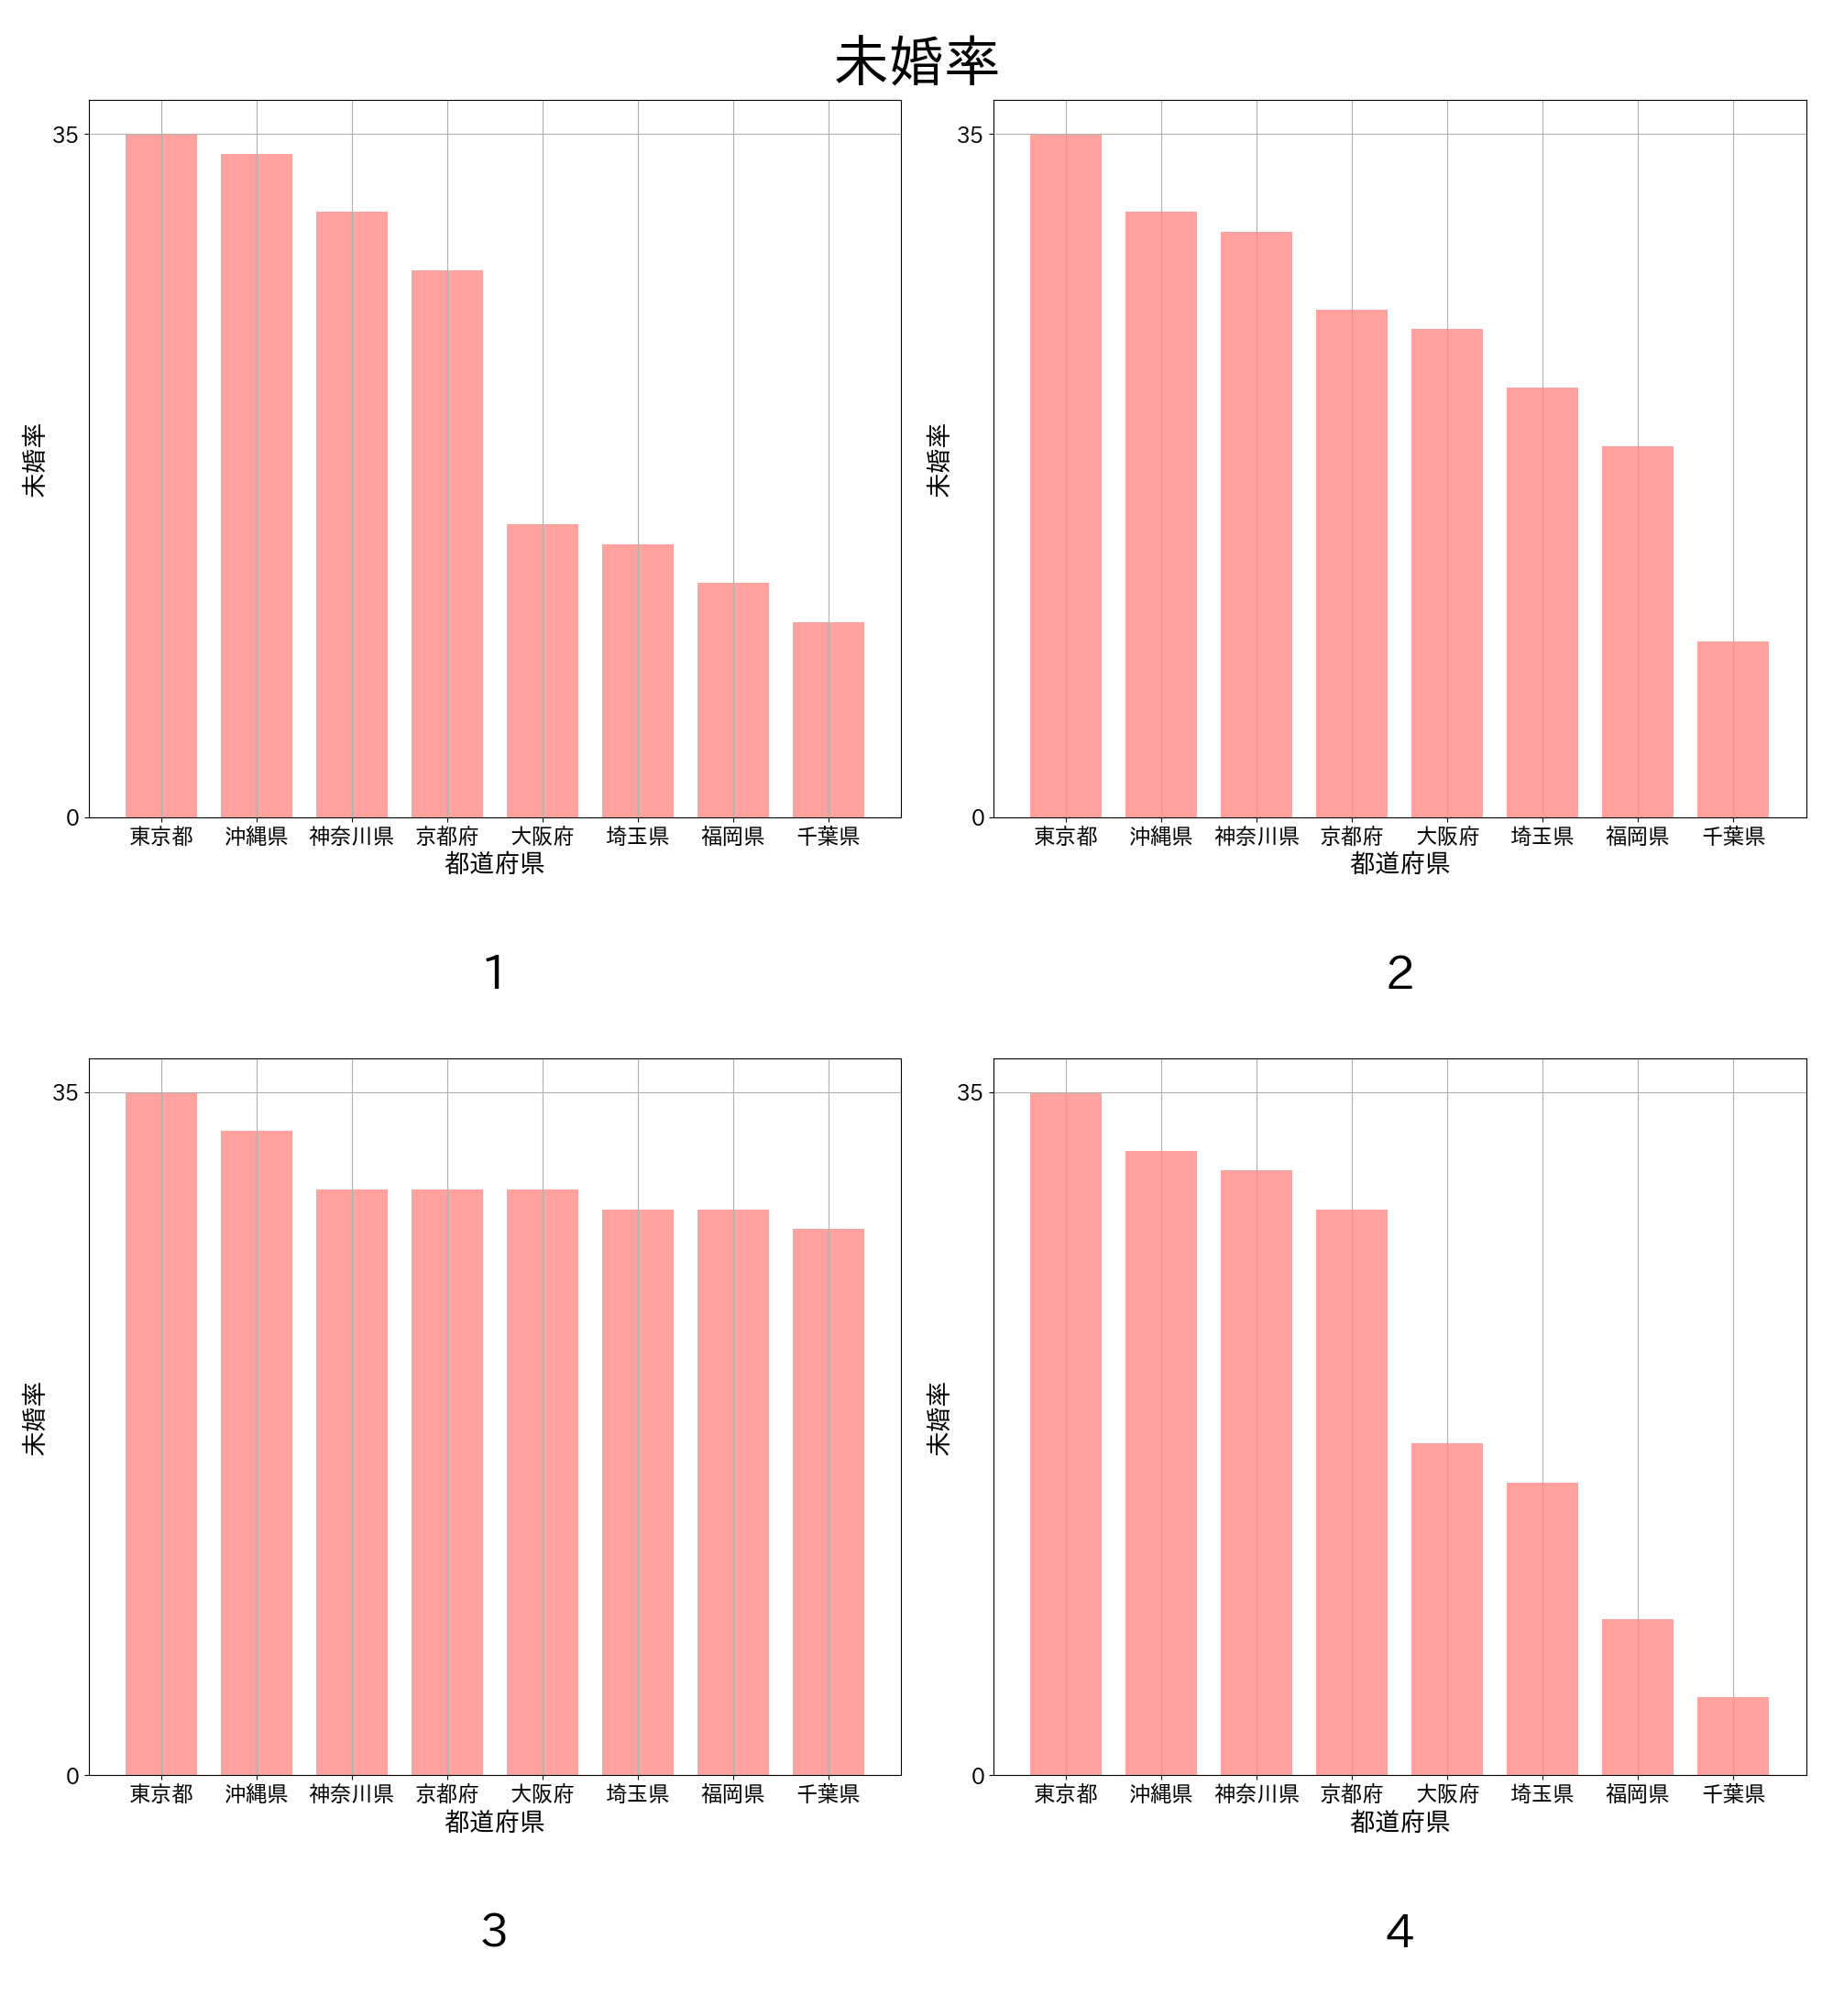 未婚率
35
0
未婚率
東京都 沖縄県 神奈川県 京都府 大阪府 埼玉県 福岡県 千葉県
都道府県
1
35
0
未婚率
東京都 沖縄県 神奈川県 京都府 大阪府 埼玉県 福岡県 千葉県
都道府県
2
35
0
未婚率
東京都 沖縄県 神奈川県 京都府 大阪府 埼玉県 福岡県 千葉県
都道府県
3
35
0
未婚率
東京都 沖縄県 神奈川県 京都府 大阪府 埼玉県 福岡県 千葉県
都道府県
4